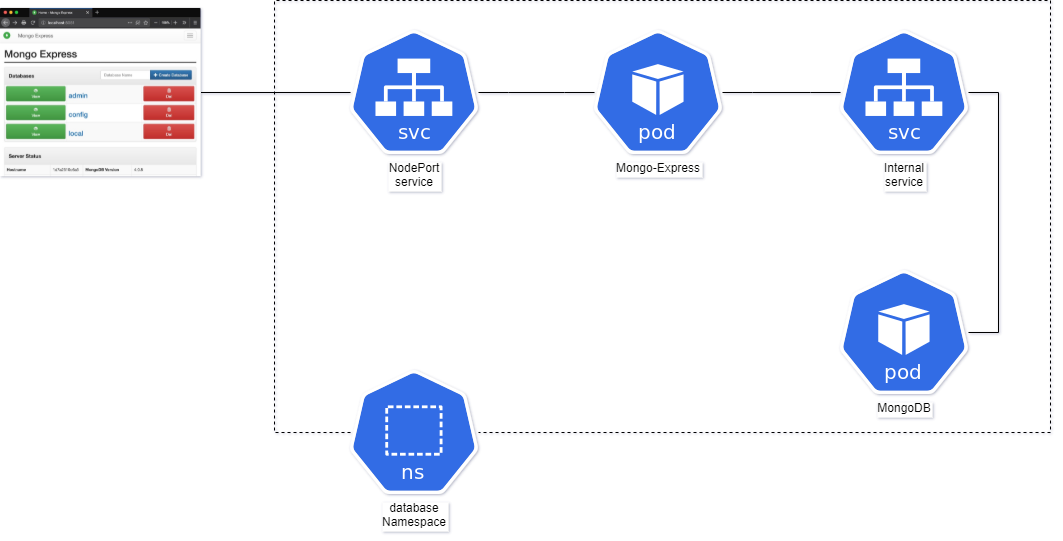 Home - Mongo Express
localhost:8081
Mongo Express
Mongo Express
Databases
Database Name
+ Create Database
View
admin
Del
View
config
Del
View
local
Del
Server Status
Hostname
MongoDB Version
svc
NodePort
service
pod
Mongo-Express
svc
Internal
service
pod
MongoDB
ns
database
Namespace